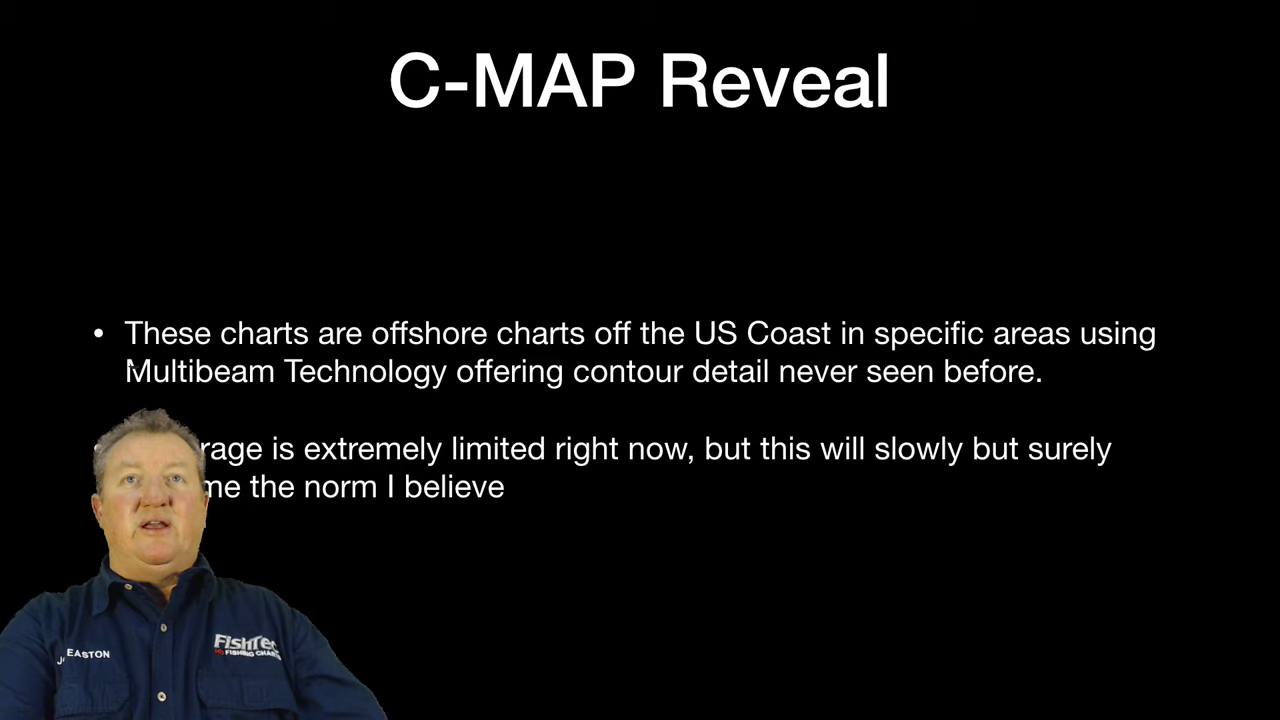 C-MAP Reveal
• These charts are offshore charts off the US Coast in specific areas using
Multibeam Technology offering contour detail never seen before.
is extremely limited right now, but this will slowly but surely
the norm I believe
EASTON
FishTec
FISHING